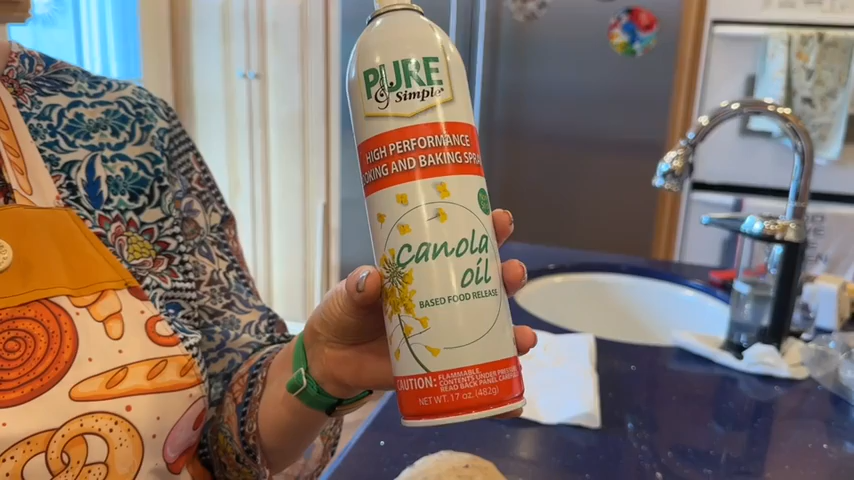 PURE
& Simple
HIGH PERFORMANCE
COOKING AND BAKING SPRAY
canola
oil
BASED FOOD RELEASE
CAUTION: FLAMMABLE
CONTENTS UNDER PRESSURE
READ BACK PANEL CAREFULLY
NET WT. 17 oz. (482g)